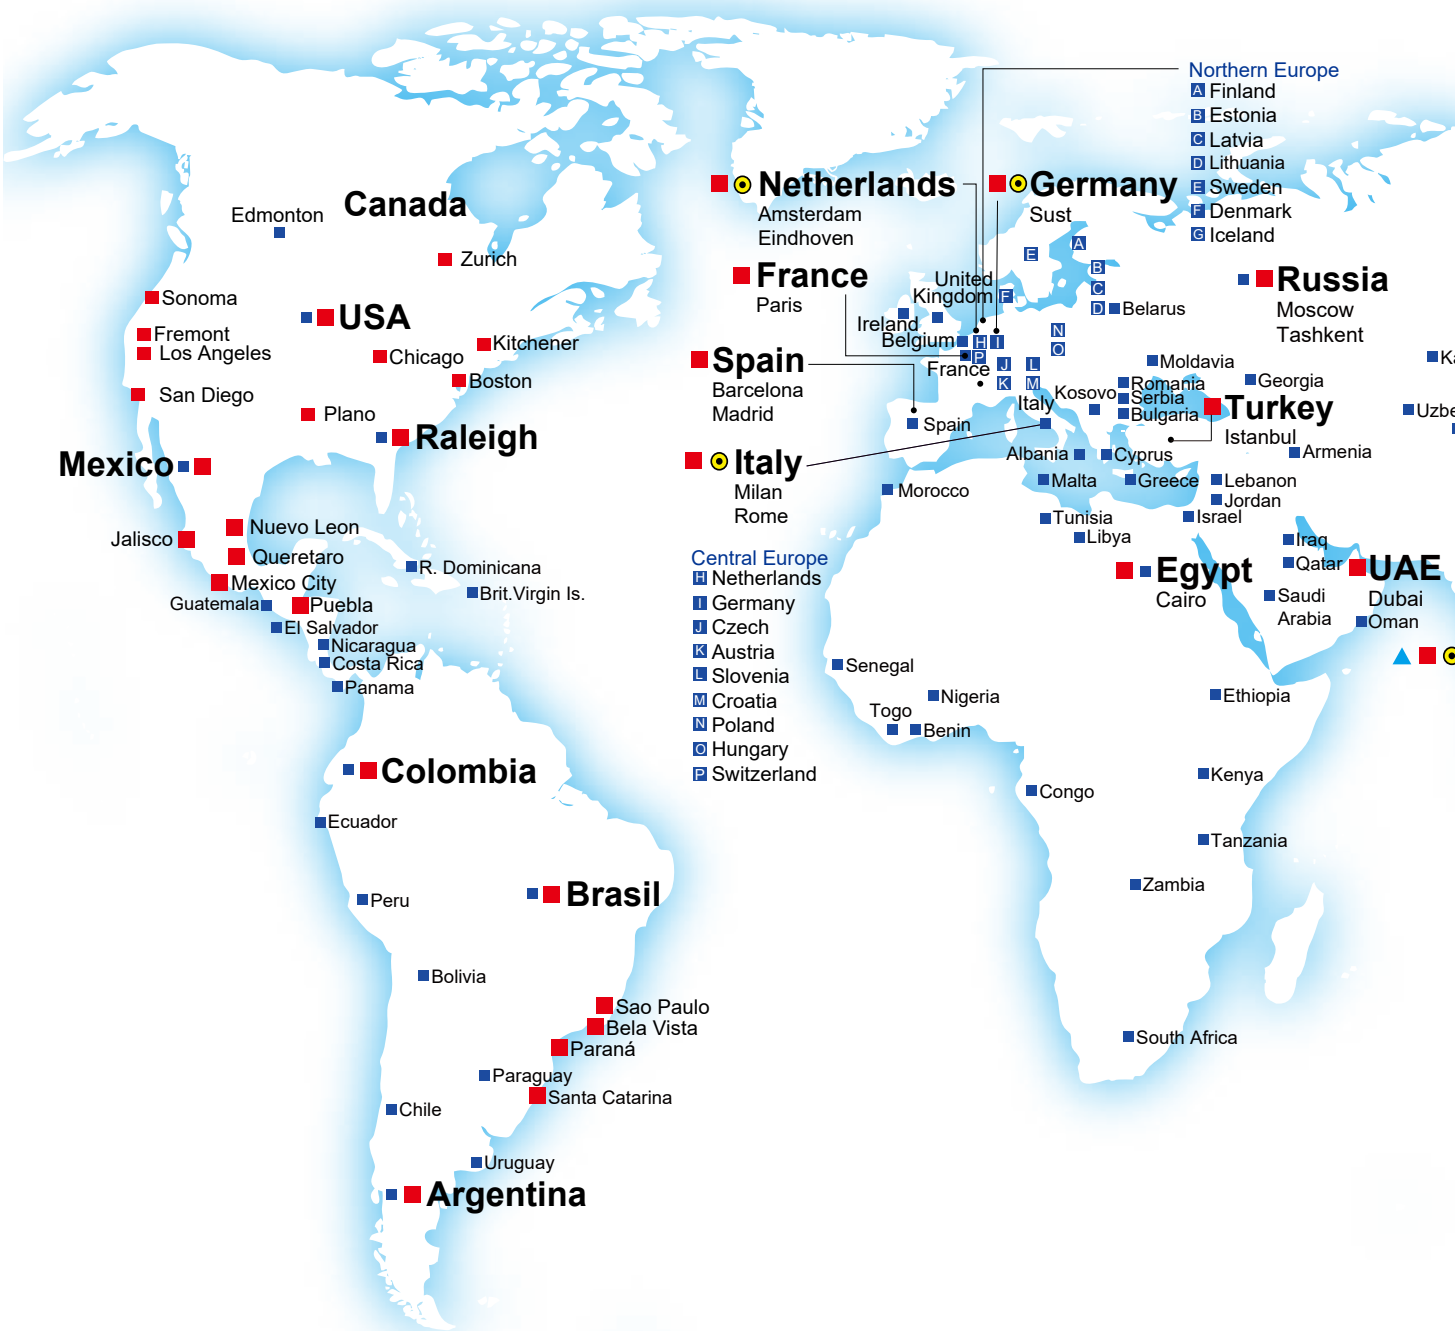 Canada
Edmonton
Zurich
Sonoma
USA
Fremont
Los Angeles
Kitchener
Chicago
Boston
San Diego
Plano
Raleigh
Mexico
Nuevo Leon
Jalisco
Queretaro
Mexico City
Guatemala
Puebla
El Salvador
Nicaragua
Costa Rica
Panama
R. Dominicana
Brit.Virgin Is.
Colombia
Ecuador
Peru
Brasil
Bolivia
Sao Paulo
Bela Vista
Paraná
Paraguay
Santa Catarina
Chile
Uruguay
Argentina
Netherlands
Amsterdam
Eindhoven
France
Paris
Spain
Barcelona
Madrid
Italy
Milan
Rome
Central Europe
H Netherlands
I Germany
J Czech
K Austria
L Slovenia
M Croatia
N Poland
O Hungary
P Switzerland
Germany
Sust
Northern Europe
A Finland
B Estonia
C Latvia
D Lithuania
E Sweden
F Denmark
G Iceland
A
E
B
C
D
F
United
Kingdom
Ireland
Belgium
H
I
P
France
J
L
K
M
N
O
Belarus
Russia
Moscow
Tashkent
Moldavia
Romania
Serbia
Bulgaria
Kosovo
Italy
Spain
Georgia
Turkey
Istanbul
Armenia
Albania
Cyprus
Malta
Greece
Lebanon
Jordan
Israel
Morocco
Tunisia
Libya
Iraq
Qatar
UAE
Dubai
Oman
Egypt
Cairo
Saudi
Arabia
Senegal
Nigeria
Togo
Benin
Ethiopia
Kenya
Congo
Tanzania
Zambia
South Africa